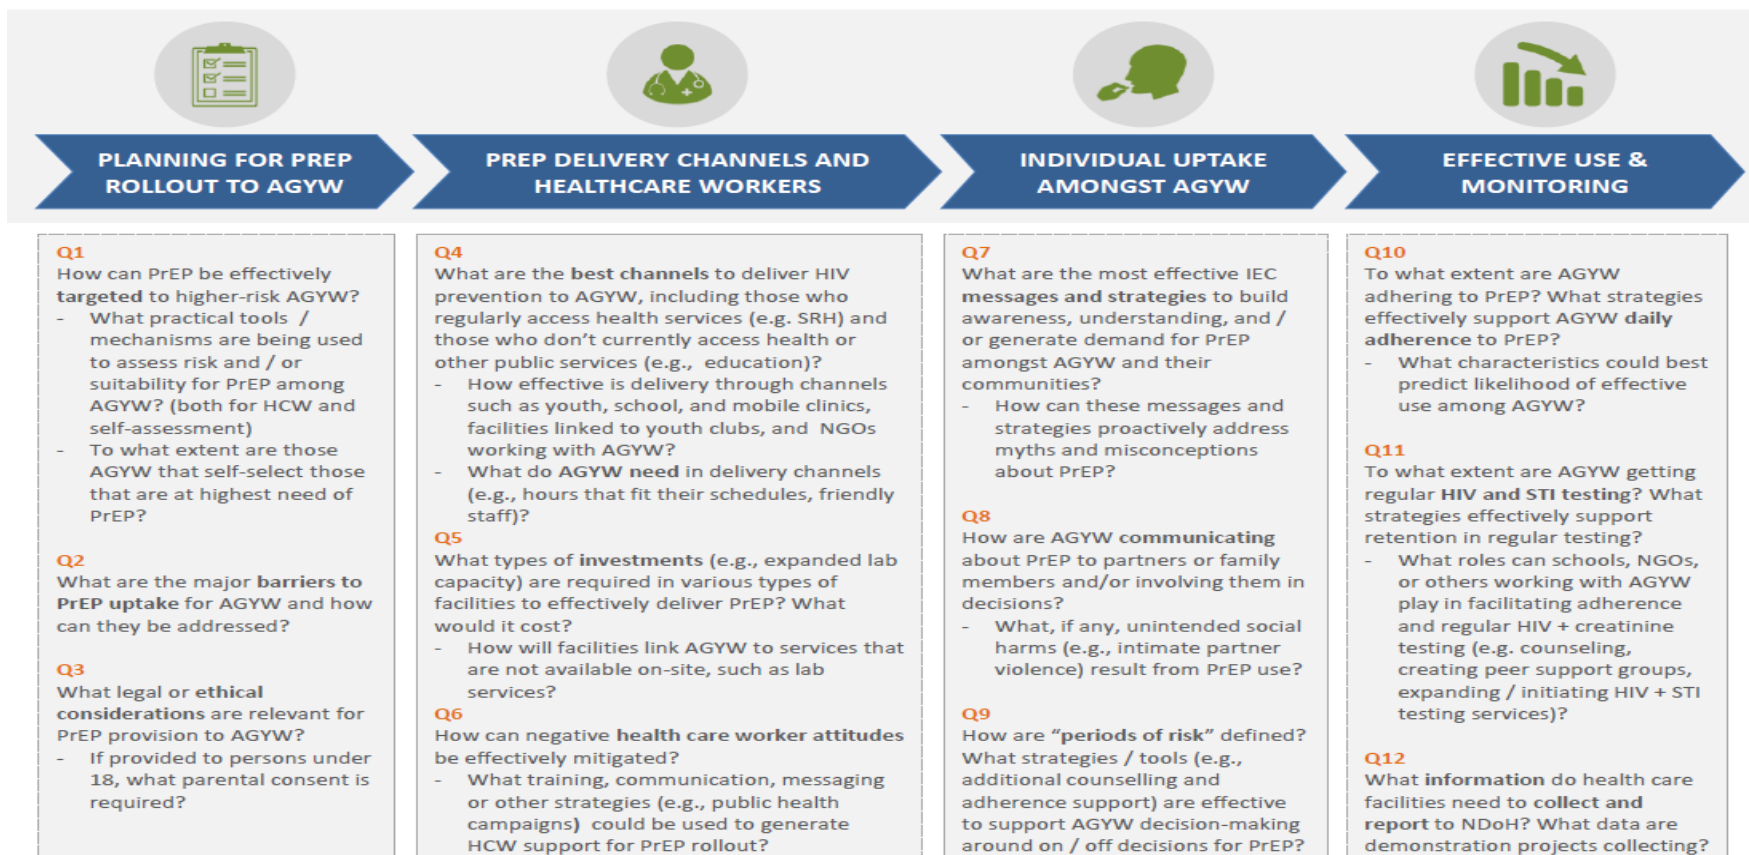 PLANNING FOR PREP
ROLLOUT TO AGYW
PREP DELIVERY CHANNELS AND
HEALTHCARE WORKERS
INDIVIDUAL UPTAKE
AMONGST AGYW
EFFECTIVE USE &
MONITORING
Q1
How can PrEP be effectively
targeted to higher-risk AGYW?
- What practical tools /
mechanisms are being used
to assess risk and / or
suitability for PrEP among
AGYW? (both for HCW and
self-assessment)
- To what extent are those
AGYW that self-select those
that are at highest need of
PrEP?
Q2
What are the major barriers to
PrEP uptake for AGYW and how
can they be addressed?
Q3
What legal or ethical
considerations are relevant for
PrEP provision to AGYW?
- If provided to persons under
18, what parental consent is
required?
Q4
What are the best channels to deliver HIV
prevention to AGYW, including those who
regularly access health services (e.g. SRH) and
those who don't currently access health or
other public services (e.g., education)?
- How effective is delivery through channels
such as youth, school, and mobile clinics,
facilities linked to youth clubs, and NGOs
working with AGYW?
- What do AGYW need in delivery channels
(e.g., hours that fit their schedules, friendly
staff)?
Q5
What types of investments (e.g., expanded lab
capacity) are required in various types of
facilities to effectively deliver PrEP? What
would it cost?
- How will facilities link AGYW to services that
are not available on-site, such as lab
services?
Q6
How can negative health care worker attitudes
be effectively mitigated?
- What training, communication, messaging
or other strategies (e.g., public health
campaigns) could be used to generate
HCW support for PrEP rollout?
Q7
What are the most effective IEC
messages and strategies to build
awareness, understanding, and /
or generate demand for PrEP
amongst AGYW and their
communities?
- How can these messages and
strategies proactively address
myths and misconceptions
about PrEP?
Q8
How are AGYW communicating
about PrEP to partners or family
members and/or involving them in
decisions?
- What, if any, unintended social
harms (e.g., intimate partner
violence) result from PrEP use?
Q9
How are "periods of risk" defined?
What strategies / tools (e.g.,
additional counselling and
adherence support) are effective
to support AGYW decision-making
around on / off decisions for PrEP?
Q10
To what extent are AGYW
adhering to PrEP? What strategies
effectively support AGYW daily
adherence to PrEP?
- What characteristics could best
predict likelihood of effective
use among AGYW?
Q11
To what extent are AGYW getting
regular HIV and STI testing? What
strategies effectively support
retention in regular testing?
- What roles can schools, NGOs,
or others working with AGYW
play in facilitating adherence
and regular HIV + creatinine
testing (e.g. counseling,
creating peer support groups,
expanding / initiating HIV + STI
testing services)?
Q12
What information do health care
facilities need to collect and
report to NDoH? What data are
demonstration projects collecting?